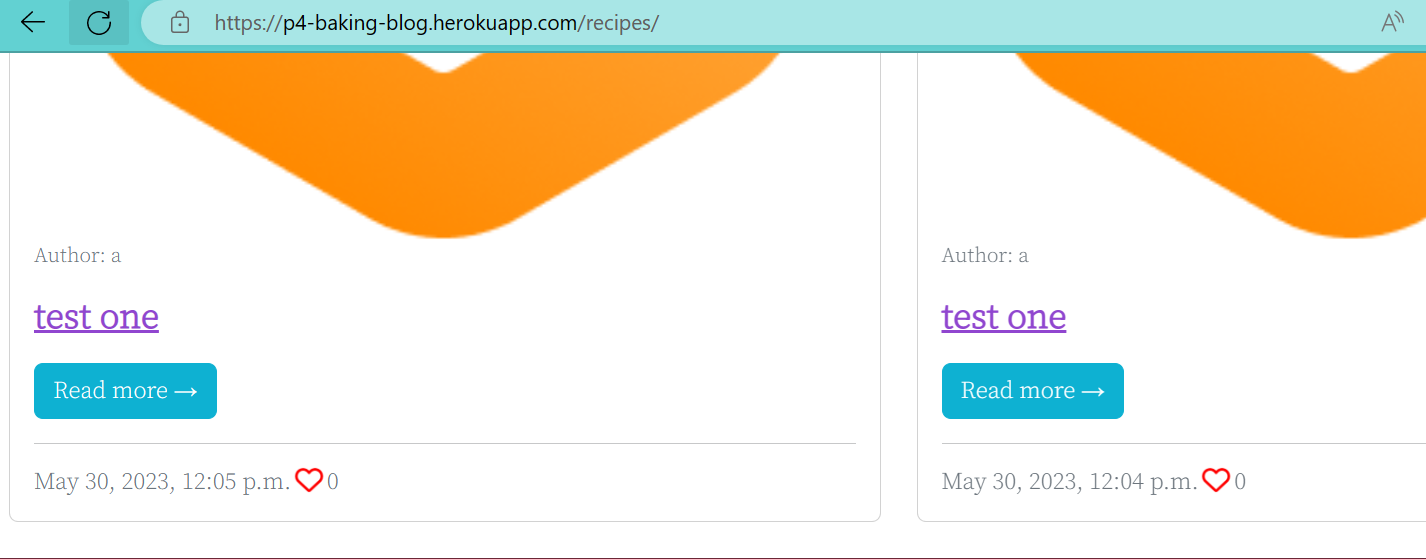 https://p4-baking-blog.herokuapp.com/recipes/
Author: a
test one
Read more →
May 30, 2023, 12:05 p.m. 0
Author: a
test one
Read more →
May 30, 2023, 12:04 p.m. 0